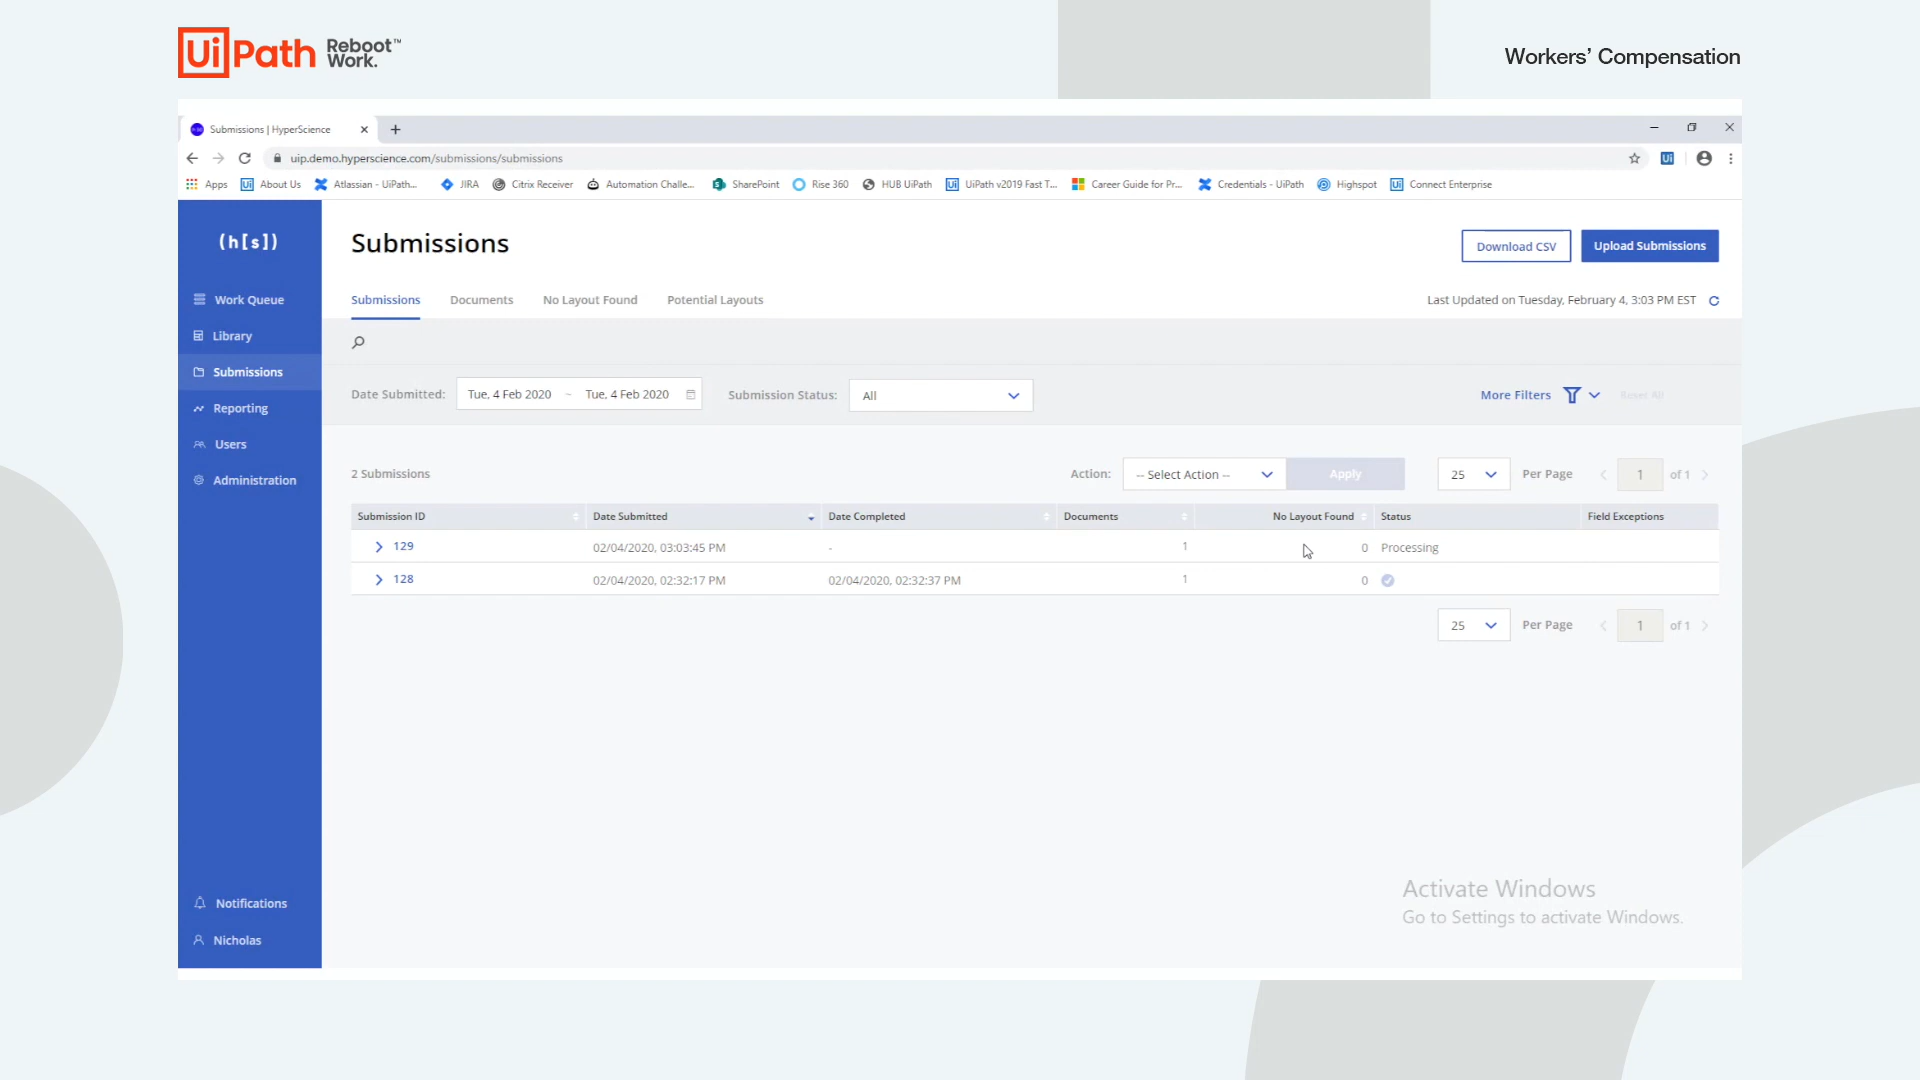 UiPath Reboot Work.™
Workers' Compensation
Submissions | HyperScience
uip.demo.hyperscience.com/submissions/submissions
Apps About Us Atlassian - UiPath... JIRA Citrix Receiver Automation Challe... SharePoint Rise 360 HUB UiPath UiPath v2019 Fast T... Career Guide for Pr... Credentials - UiPath Highspot Connect Enterprise
(h[s])
Work Queue
Library
Submissions
Reporting
Users
Administration
Notifications
Nicholas
Submissions
Download CSV Upload Submissions
Submissions Documents No Layout Found Potential Layouts Last Updated on Tuesday, February 4, 3:03 PM EST
Date Submitted: Tue, 4 Feb 2020 ~ Tue, 4 Feb 2020 Submission Status: All More Filters Reset All
2 Submissions Action: -- Select Action -- Apply 25 Per Page 1 of 1
Submission ID Date Submitted Date Completed Documents No Layout Found Status Field Exceptions
129 02/04/2020, 03:03:45 PM - 1 0 Processing
128 02/04/2020, 02:32:17 PM 02/04/2020, 02:32:37 PM 1 0
25 Per Page 1 of 1
Activate Windows
Go to Settings to activate Windows.